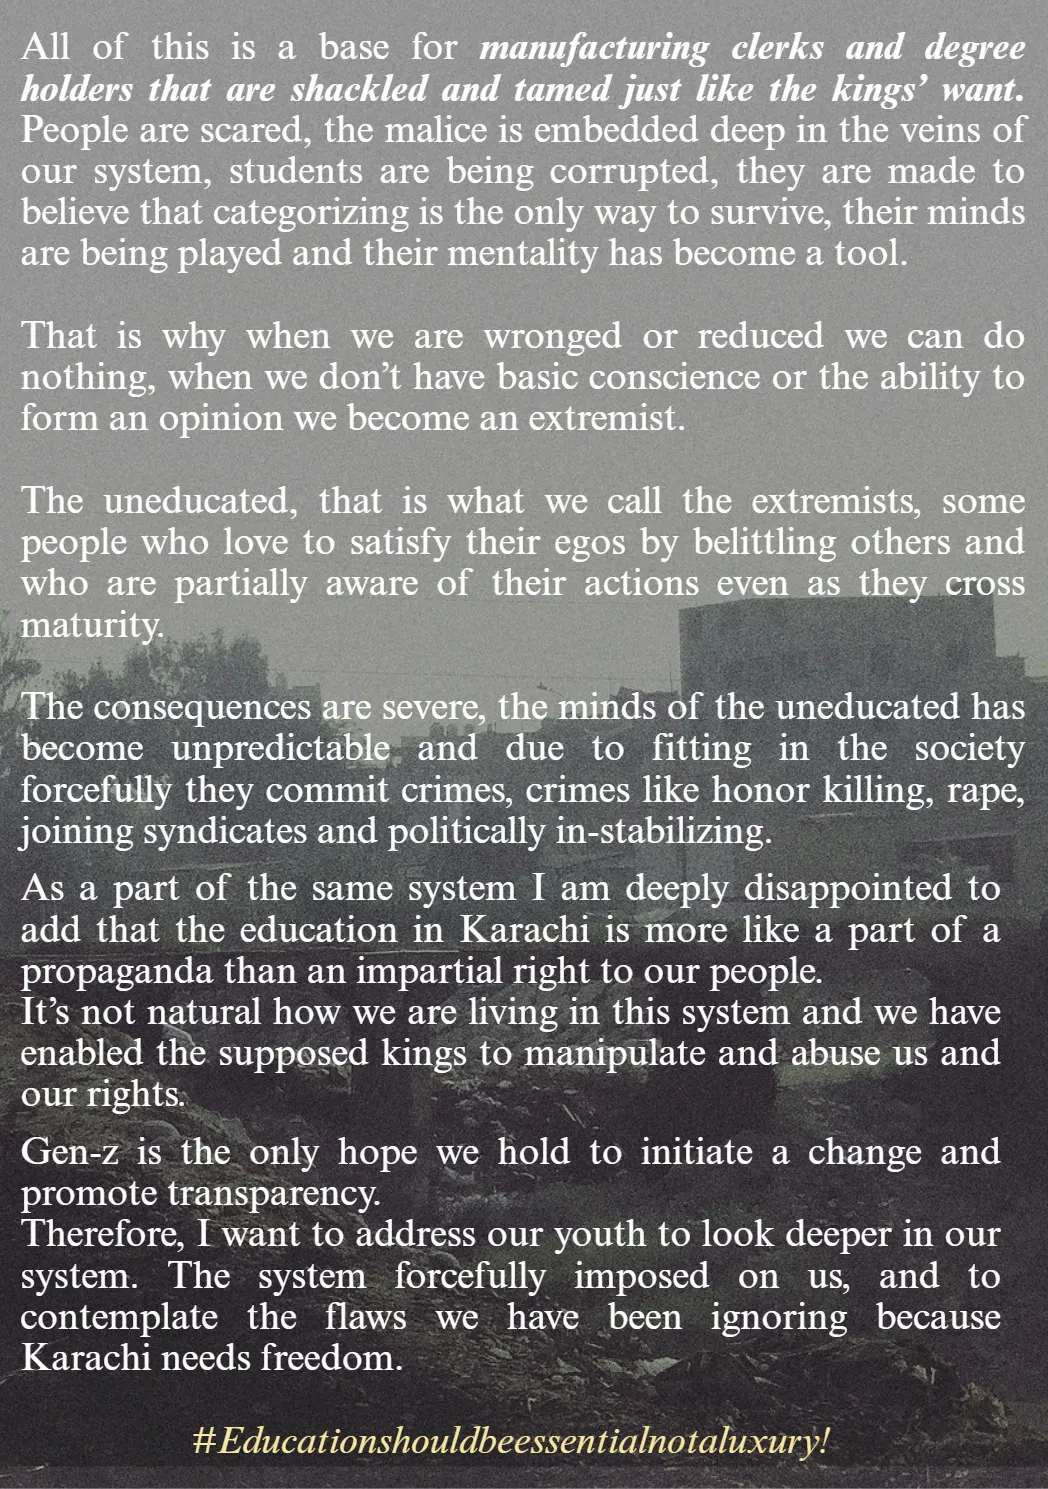 All of this is a base for manufacturing clerks and degree
holders that are shackled and tamed just like the kings’ want.
People are scared, the malice is embedded deep in the veins of
our system, students are being corrupted, they are made to
believe that categorizing is the only way to survive, their minds
are being played and their mentality has become a tool.
That is why when we are wronged or reduced we can do
nothing, when we don’t have basic conscience or the ability to
form an opinion we become an extremist.
The uneducated, that is what we call the extremists, some
people who love to satisfy their egos by belittling others and
who are partially aware of their actions even as they cross
maturity.
The consequences are severe, the minds of the uneducated has
become unpredictable and due to fitting in the society
forcefully they commit crimes, crimes like honor killing, rape,
joining syndicates and politically in-stabilizing.
As a part of the same system I am deeply disappointed to
add that the education in Karachi is more like a part of a
propaganda than an impartial right to our people.
It’s not natural how we are living in this system and we have
enabled the supposed kings to manipulate and abuse us and
our rights.
Gen-z is the only hope we hold to initiate a change and
promote transparency.
Therefore, I want to address our youth to look deeper in our
system. The system forcefully imposed on us, and to
contemplate the flaws we have been ignoring because
Karachi needs freedom.
#Educationshouldbeessentialnotaluxury!